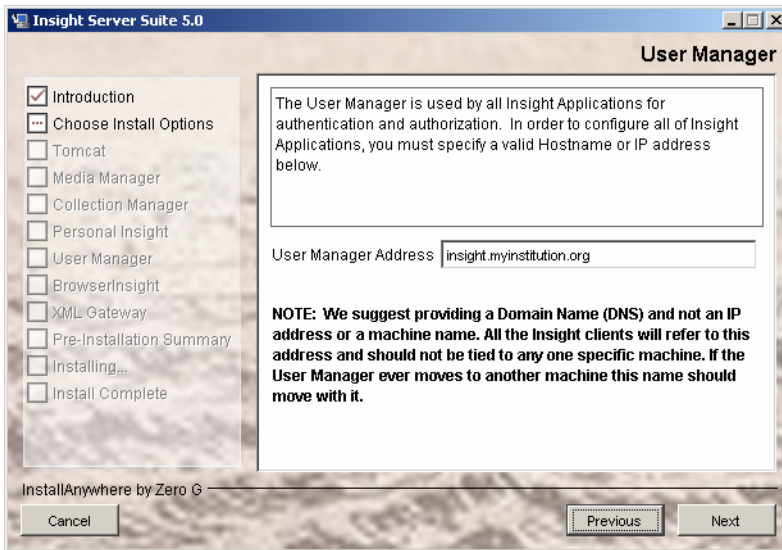 Insight Server Suite 5.0
User Manager
Introduction
Choose Install Options
Tomcat
Media Manager
Collection Manager
Personal Insight
User Manager
BrowserInsight
XML Gateway
Pre-Installation Summary
Installing...
Install Complete
The User Manager is used by all Insight Applications for
authentication and authorization.  In order to configure all of Insight
Applications, you must specify a valid Hostname or IP address
below.
User Manager Address insight.myinstitution.org
NOTE:  We suggest providing a Domain Name (DNS) and not an IP
address or a machine name. All the Insight clients will refer to this
address and should not be tied to any one specific machine. If the
User Manager ever moves to another machine this name should
move with it.
InstallAnywhere by Zero G
Cancel
Previous
Next